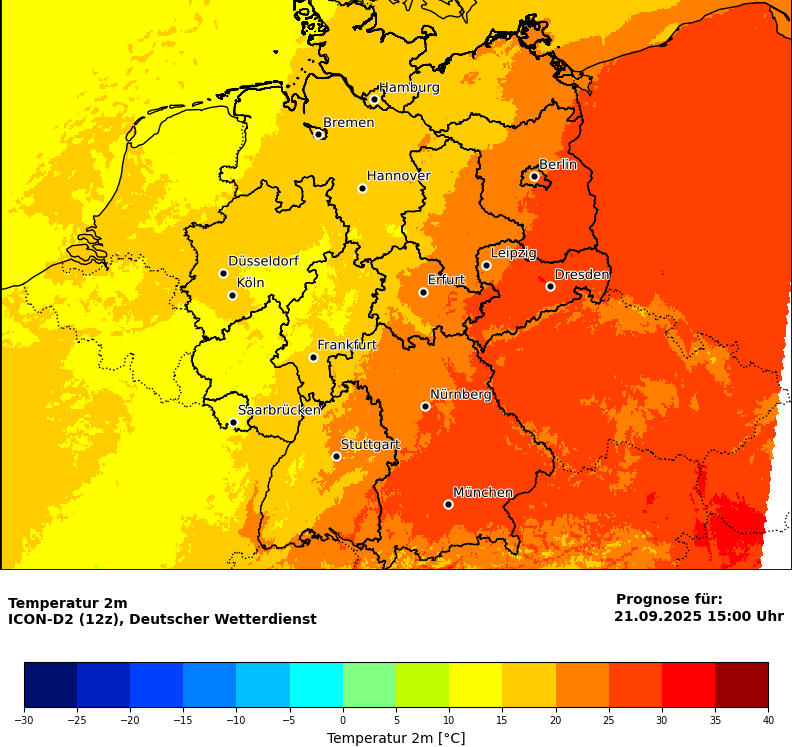 Hamburg
Bremen
Berlin
Hannover
Leipzig
Düsseldorf
Dresden
Köln
Erfurt
Frankfurt
Nürnberg
Saarbrücken
Stuttgart
München
Temperatur 2m
ICON-D2 (12z), Deutscher Wetterdienst
Prognose für:
21.09.2025 15:00 Uhr
−30 −25 −20 −15 −10 −5 0 5 10 15 20 25 30 35 40
Temperatur 2m [°C]